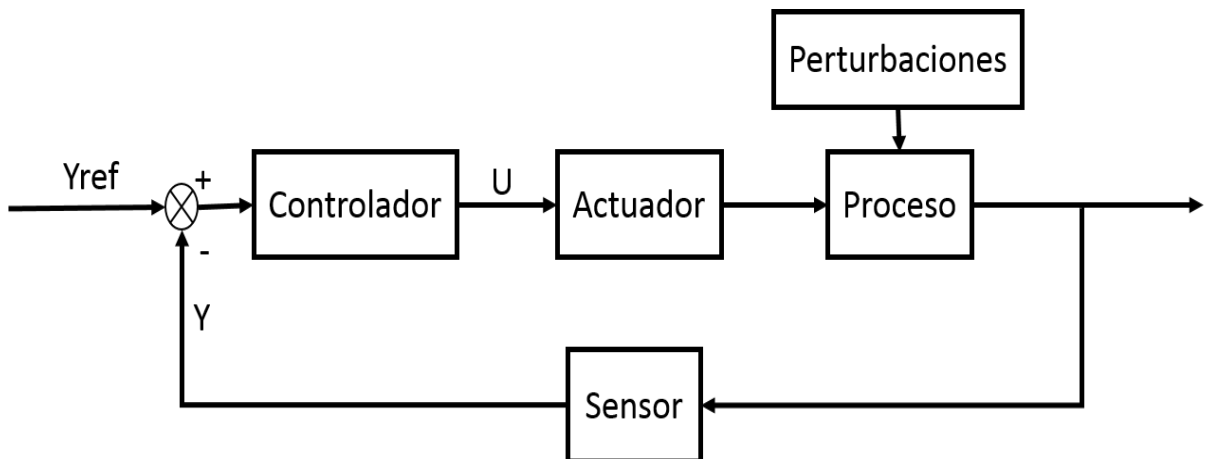 Perturbaciones
Yref
+
Controlador
U
Actuador
Proceso
-
Y
Sensor